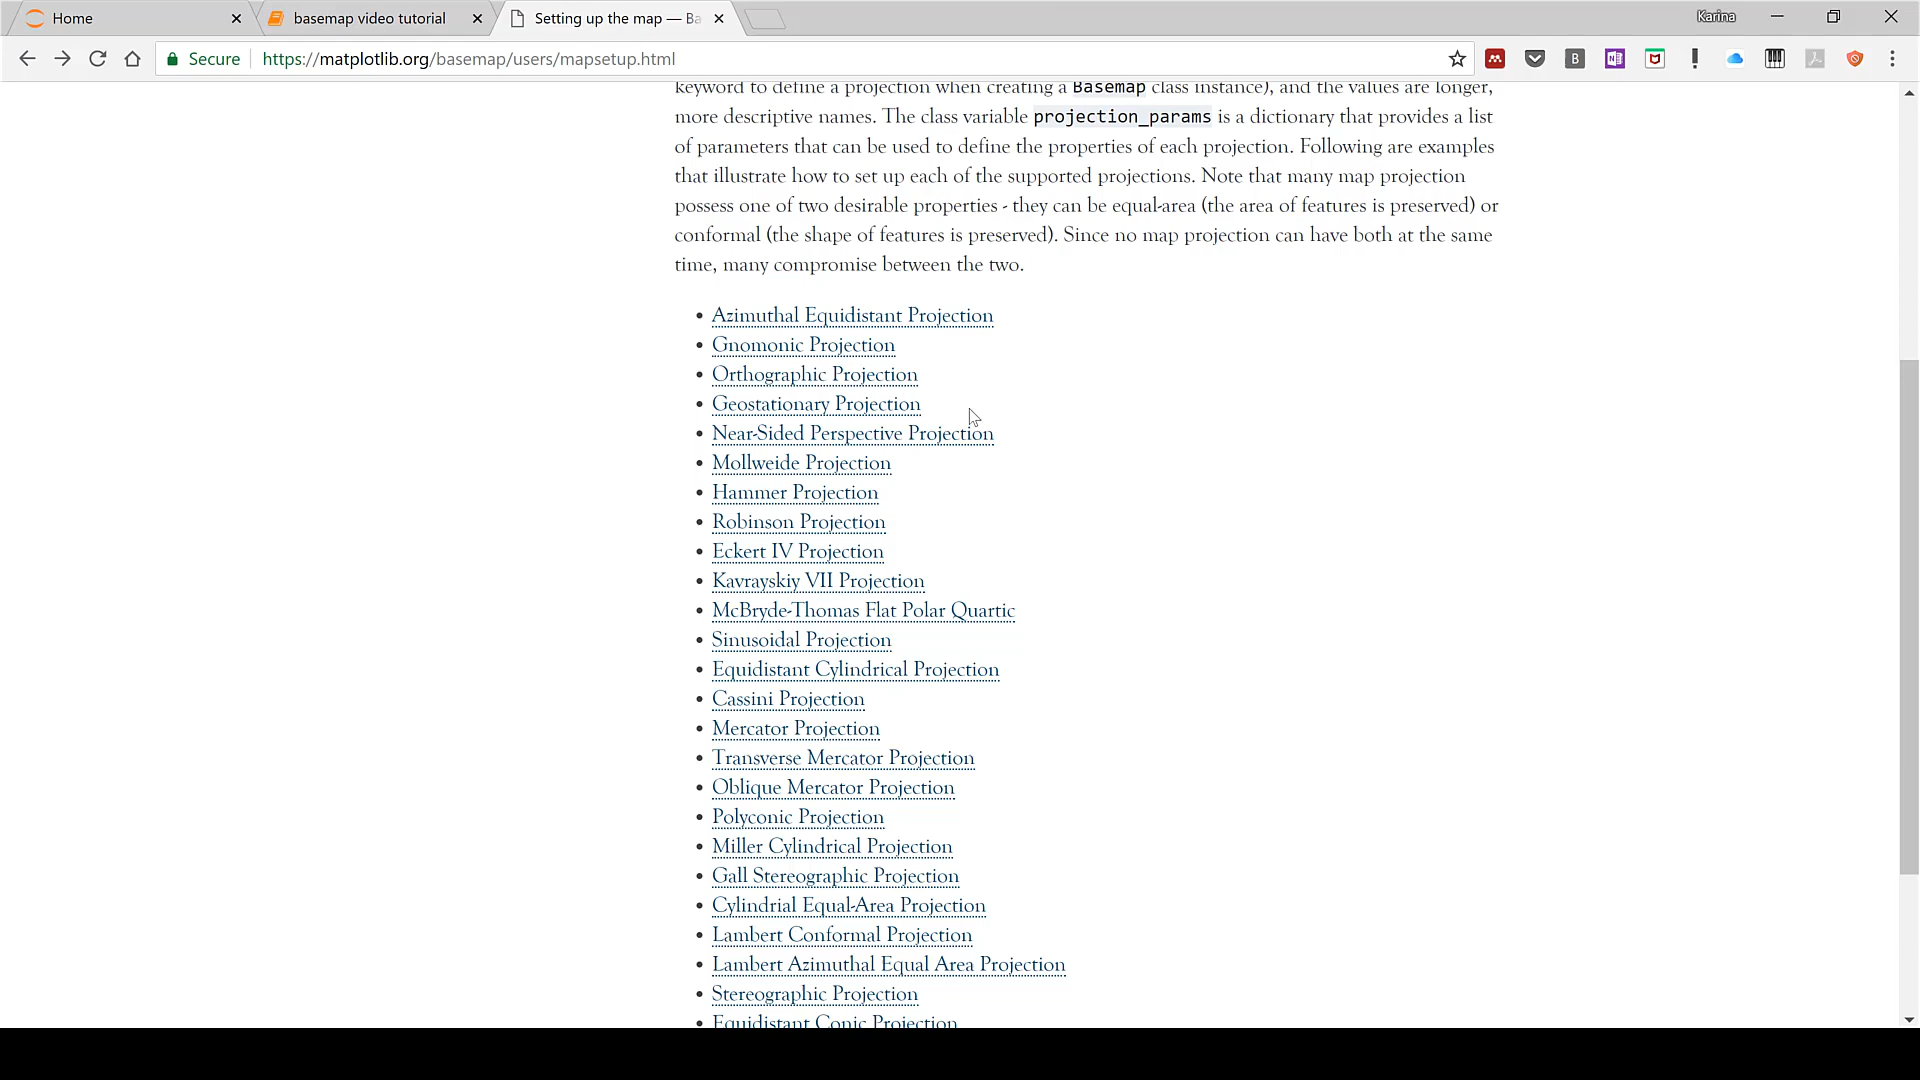 Home
basemap video tutorial
Setting up the map — Ba
Karina
Secure
https://matplotlib.org/basemap/users/mapsetup.html
B
keyword to define a projection when creating a Basemap class instance), and the values are longer,
more descriptive names. The class variable projection_params is a dictionary that provides a list
of parameters that can be used to define the properties of each projection. Following are examples
that illustrate how to set up each of the supported projections. Note that many map projection
possess one of two desirable properties - they can be equal-area (the area of features is preserved) or
conformal (the shape of features is preserved). Since no map projection can have both at the same
time, many compromise between the two.
• Azimuthal Equidistant Projection
• Gnomonic Projection
• Orthographic Projection
• Geostationary Projection
• Near-Sided Perspective Projection
• Mollweide Projection
• Hammer Projection
• Robinson Projection
• Eckert IV Projection
• Kavrayskiy VII Projection
• McBryde-Thomas Flat Polar Quartic
• Sinusoidal Projection
• Equidistant Cylindrical Projection
• Cassini Projection
• Mercator Projection
• Transverse Mercator Projection
• Oblique Mercator Projection
• Polyconic Projection
• Miller Cylindrical Projection
• Gall Stereographic Projection
• Cylindrial Equal-Area Projection
• Lambert Conformal Projection
• Lambert Azimuthal Equal Area Projection
• Stereographic Projection
• Equidistant Conic Projection